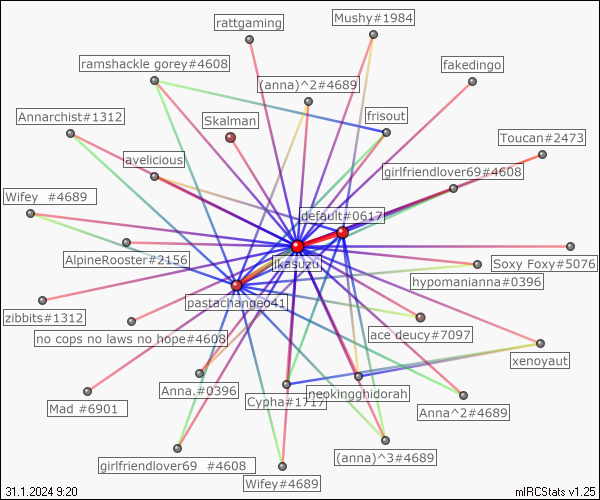 rattgaming
Mushy#1984
ramshackle gorey#4608
fakedingo
(anna)^2#4689
Annarchist#1312
Skalman
frisout
Toucan#2473
avelicious
girlfriendlover69#4608
Wifey #4689
default#0617
AlpineRooster#2156
ikasuzu
Soxy Foxy#5076
hypomanianna#0396
pastachangeo41
zibbits#1312
no cops no laws no hope#4608
ace deucy#7097
xenoyaut
Anna.#0396
neokingghidorah
Cypha#1717
Mad #6901
Anna^2#4689
(anna)^3#4689
girlfriendlover69 #4608
Wifey#4689
31.1.2024 9:20
mIRCStats v1.25